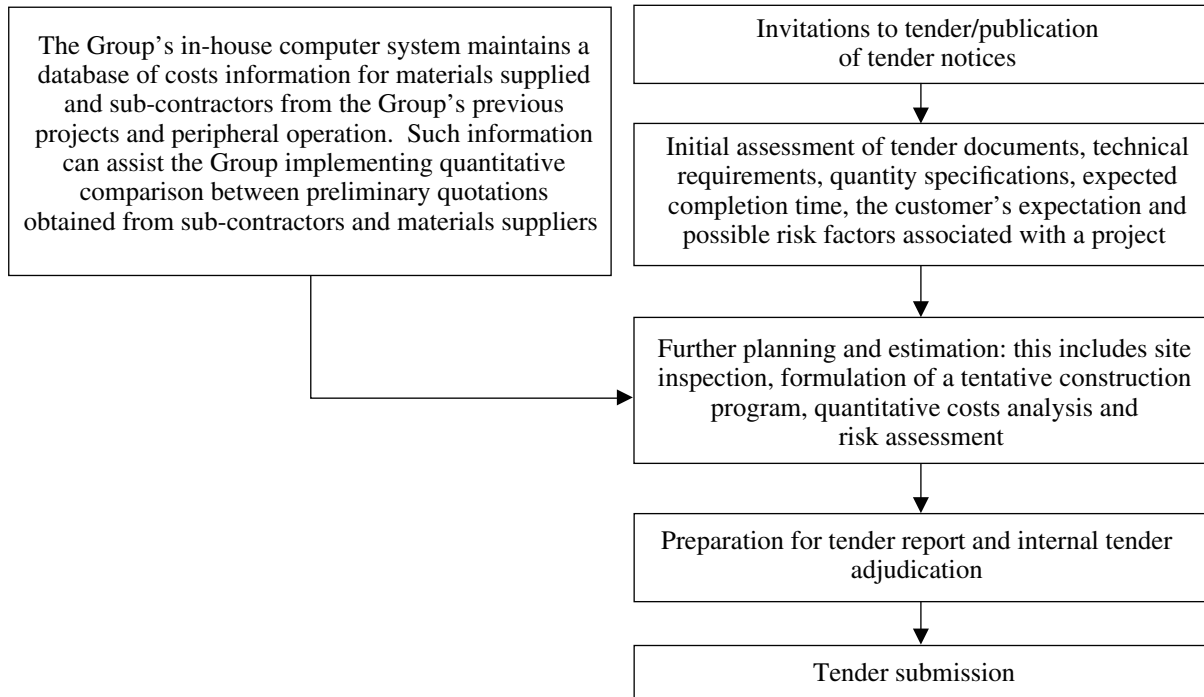 The Group's in-house computer system maintains a
database of costs information for materials supplied
and sub-contractors from the Group's previous
projects and peripheral operation.  Such information
can assist the Group implementing quantitative
comparison between preliminary quotations
obtained from sub-contractors and materials suppliers
Invitations to tender/publication
of tender notices
Initial assessment of tender documents, technical
requirements, quantity specifications, expected
completion time, the customer's expectation and
possible risk factors associated with a project
Further planning and estimation: this includes site
inspection, formulation of a tentative construction
program, quantitative costs analysis and
risk assessment
Preparation for tender report and internal tender
adjudication
Tender submission